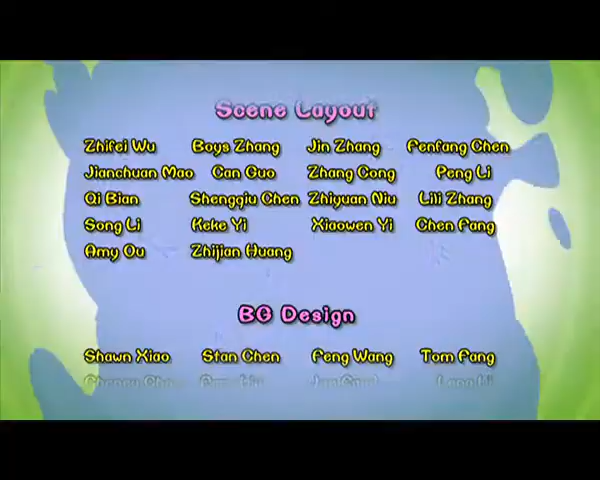 Scene Layout
Zhifei Wu Boys Zhang Jin Zhang Fenfang Chen
Jianchuan Mao Can Guo Zhang Cong Peng Li
Qi Bian Shengqiu Chen Zhiyuan Niu Lili Zhang
Song Li Keke Yi Xiaowen Yi Chen Fang
Amy Ou Zhijian Huang
BG Design
Shawn Xiao Stan Chen Feng Wang Tom Fang